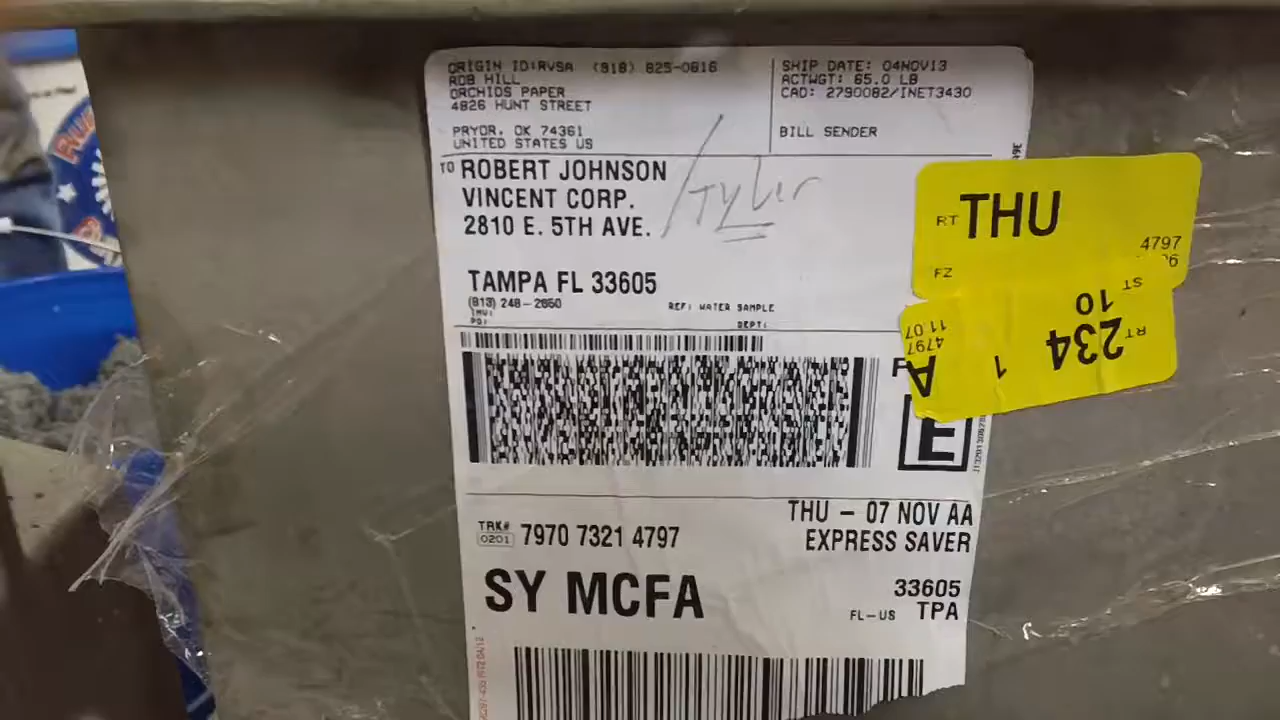 ORIGIN ID:RVSA (918) 825-0616
ROB HILL
ORCHIDS PAPER
4826 HUNT STREET
PRYOR, OK 74361
UNITED STATES US
SHIP DATE: 04NOV13
ACTWGT: 65.0 LB
CAD: 2790082/INET3430
BILL SENDER
TO ROBERT JOHNSON
VINCENT CORP.
2810 E. 5TH AVE.
/Tyler
TAMPA FL 33605
(813) 248-2650
REF: WATER SAMPLE
INV:
PO:
DEPT:
RT THU
4797
FZ
ST 10
RT 234 1 A
4797 11.07
E
THU - 07 NOV AA
EXPRESS SAVER
TRK# 7970 7321 4797
0201
SY MCFA
33605
FL-US TPA